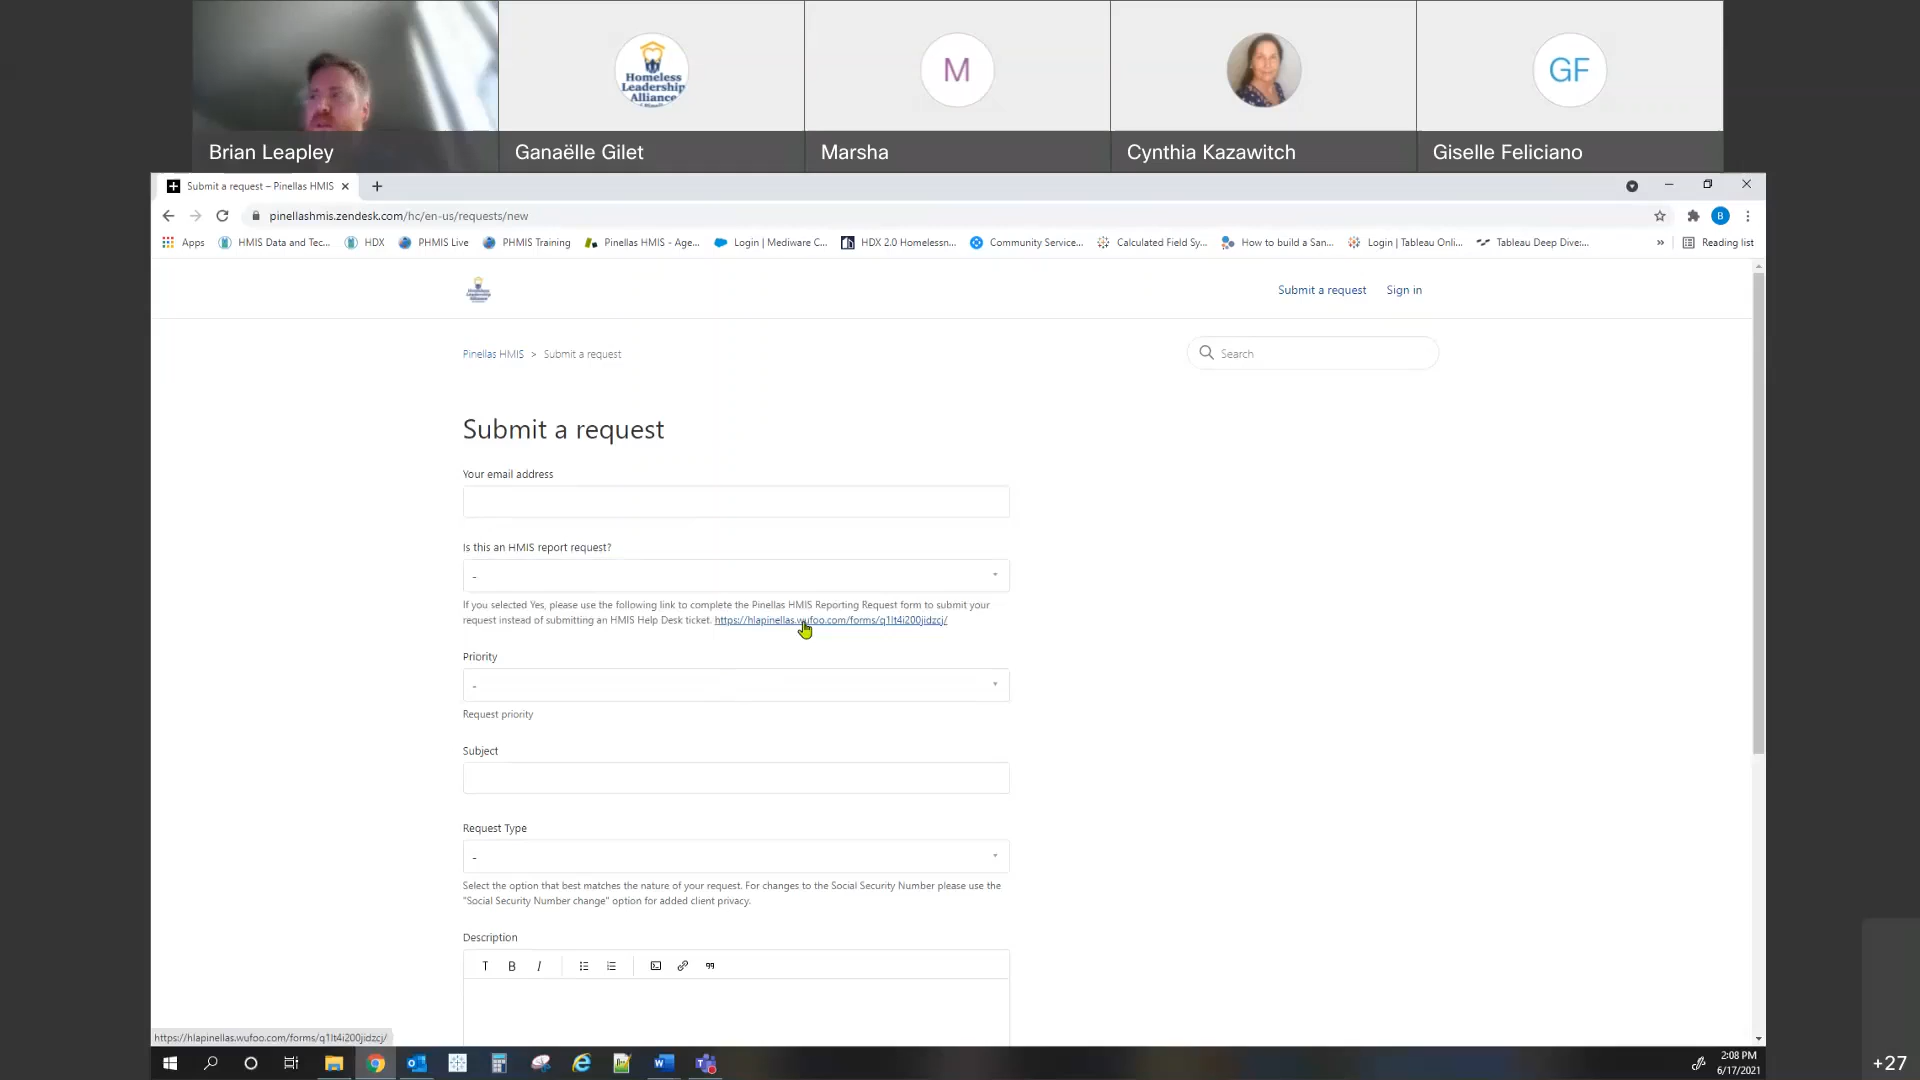 Homeless
Leadership
Alliance
M
GF
Brian Leapley
Ganaëlle Gilet
Marsha
Cynthia Kazawitch
Giselle Feliciano
Submit a request – Pinellas HMIS
pinellashmis.zendesk.com/hc/en-us/requests/new
B
Apps
HMIS Data and Tec...
HDX
PHMIS Live
PHMIS Training
Pinellas HMIS - Age...
Login | Mediware C...
HDX 2.0 Homelessn...
Community Service...
Calculated Field Sy...
How to build a San...
Login | Tableau Onli...
Tableau Deep Dive:...
»
Reading list
Submit a request
Sign in
Pinellas HMIS > Submit a request
Search
Submit a request
Your email address
Is this an HMIS report request?
-
If you selected Yes, please use the following link to complete the Pinellas HMIS Reporting Request form to submit your
request instead of submitting an HMIS Help Desk ticket. https://hlapinellas.wufoo.com/forms/q1lt4i200jidzcj/
Priority
-
Request priority
Subject
Request Type
-
Select the option that best matches the nature of your request. For changes to the Social Security Number please use the
"Social Security Number change" option for added client privacy.
Description
T B I
https://hlapinellas.wufoo.com/forms/q1lt4i200jidzcj/
2:08 PM
6/17/2021
+27